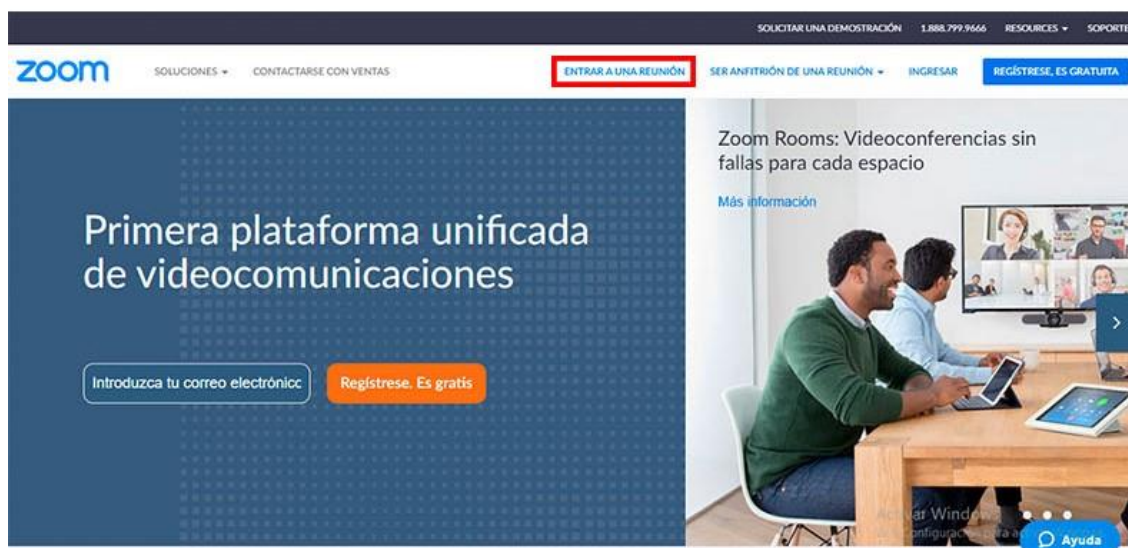 SOLICITAR UNA DEMOSTRACIÓN 1.888.799.9666 RESOURCES SOPORTE
zoom SOLUCIONES CONTACTARSE CON VENTAS ENTRAR A UNA REUNIÓN SER ANFITRIÓN DE UNA REUNIÓN INGRESAR REGÍSTRESE, ES GRATUITA
Zoom Rooms: Videoconferencias sin
fallas para cada espacio
Más información
Primera plataforma unificada
de videocomunicaciones
Introduzca tu correo electrónicc Regístrese. Es gratis
Ayuda